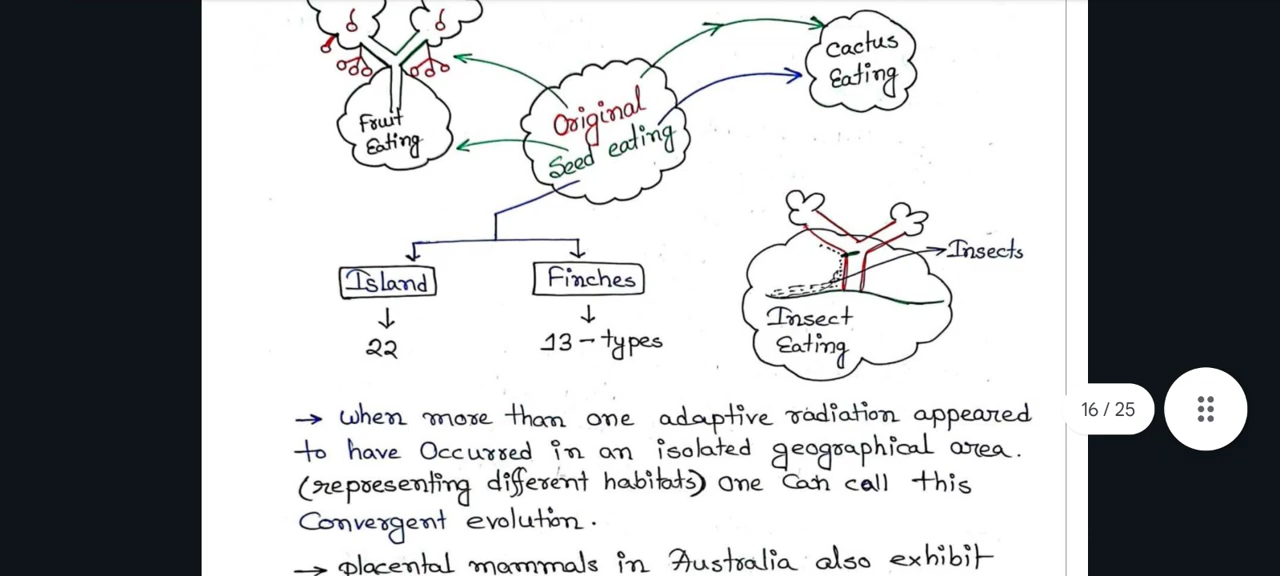 Fruit
Eating
Original
Seed eating
Cactus
Eating
Island
Finches
22
13 - types
Insects
Insect
Eating
→ when more than one adaptive radiation appeared
to have Occurred in an isolated geographical area.
(representing different habitats) one Can call this
Convergent evolution.
→ placental mammals in Australia also exhibit
16 / 25